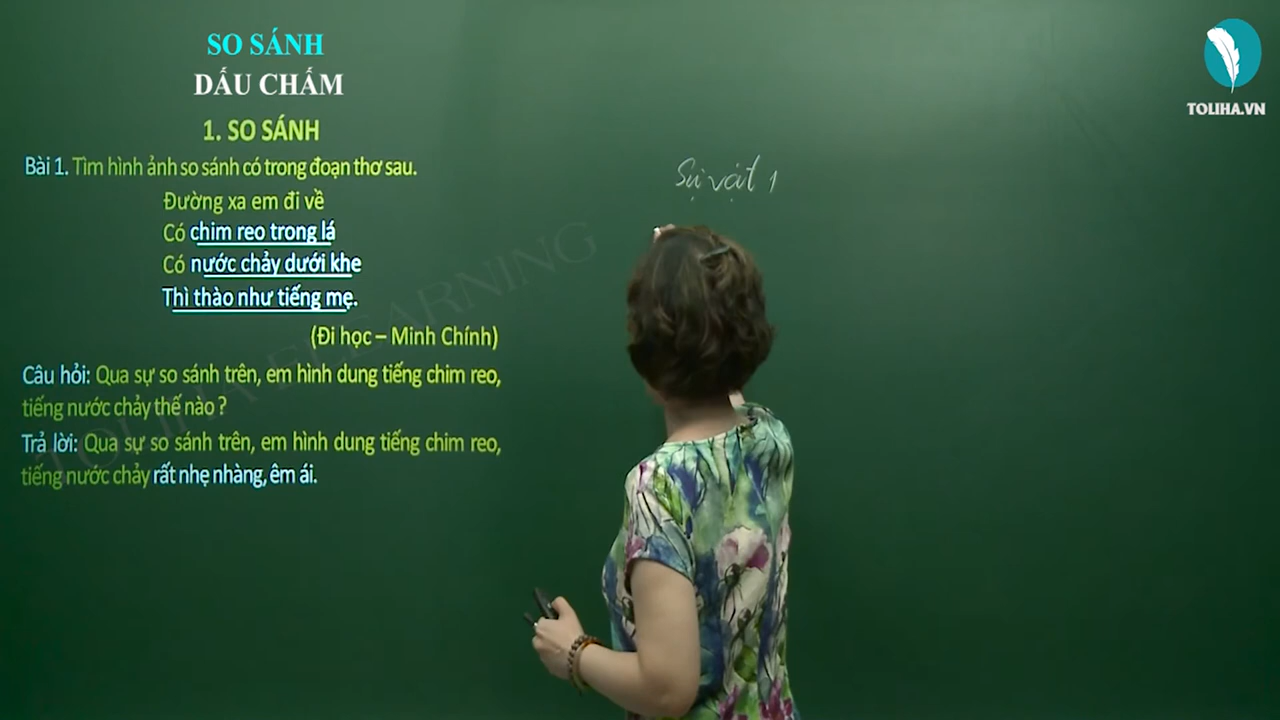 SO SÁNH
DẤU CHẤM
1. SO SÁNH
Bài 1. Tìm hình ảnh so sánh có trong đoạn thơ sau.
Đường xa em đi về
Có chim reo trong lá
Có nước chảy dưới khe
Thì thào như tiếng mẹ.
(Đi học – Minh Chính)
Câu hỏi: Qua sự so sánh trên, em hình dung tiếng chim reo,
tiếng nước chảy thế nào ?
Trả lời: Qua sự so sánh trên, em hình dung tiếng chim reo,
tiếng nước chảy rất nhẹ nhàng, êm ái.
Sự vật 1
TOLIHA.VN
TOLIHA ELEARNING